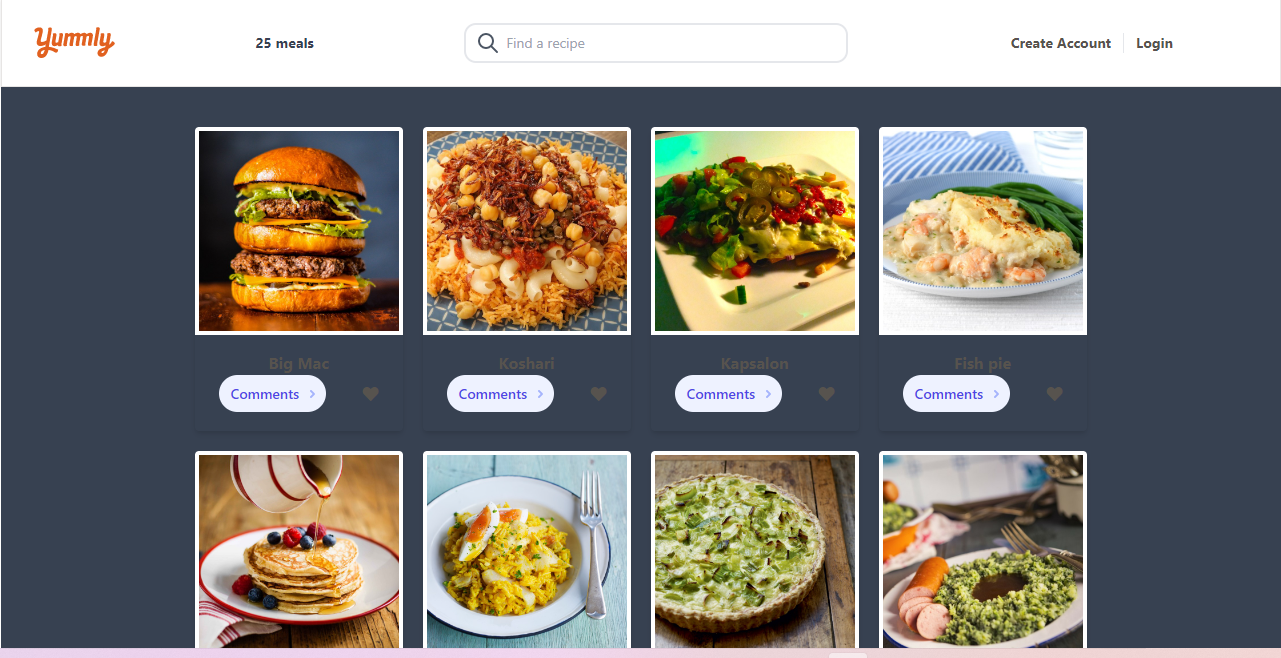 Yummly
25 meals
Find a recipe
Create Account
Login
Big Mac
Koshari
Kapsalon
Fish pie
Comments
Comments
Comments
Comments